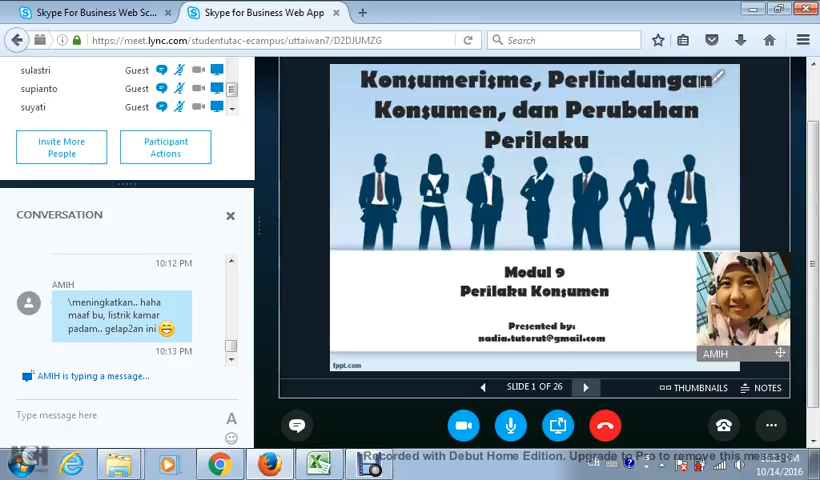 Skype for Business Web Sc...
Skype for Business Web App
https://meet.lync.com/studentutac-ecampus/uttaiwan7/D2DJUMZG
Search
sulastri Guest
supianto Guest
suyati Guest
Invite More People
Participant Actions
CONVERSATION
10:12 PM
AMIH
\meningkatkan.. haha
maaf bu, listrik kamar
padam.. gelap2an ini
10:13 PM
AMIH is typing a message...
Type message here
A
Konsumerisme, Perlindungan
Konsumen, dan Perubahan
Perilaku
Modul 9
Perilaku Konsumen
Presented by:
nadia.tutorut@gmail.com
fppt.com
AMIH
SLIDE 1 OF 26
THUMBNAILS
NOTES
Recorded with Debut Home Edition. Upgrade to Pro to remove this message.
CH
10/14/2016